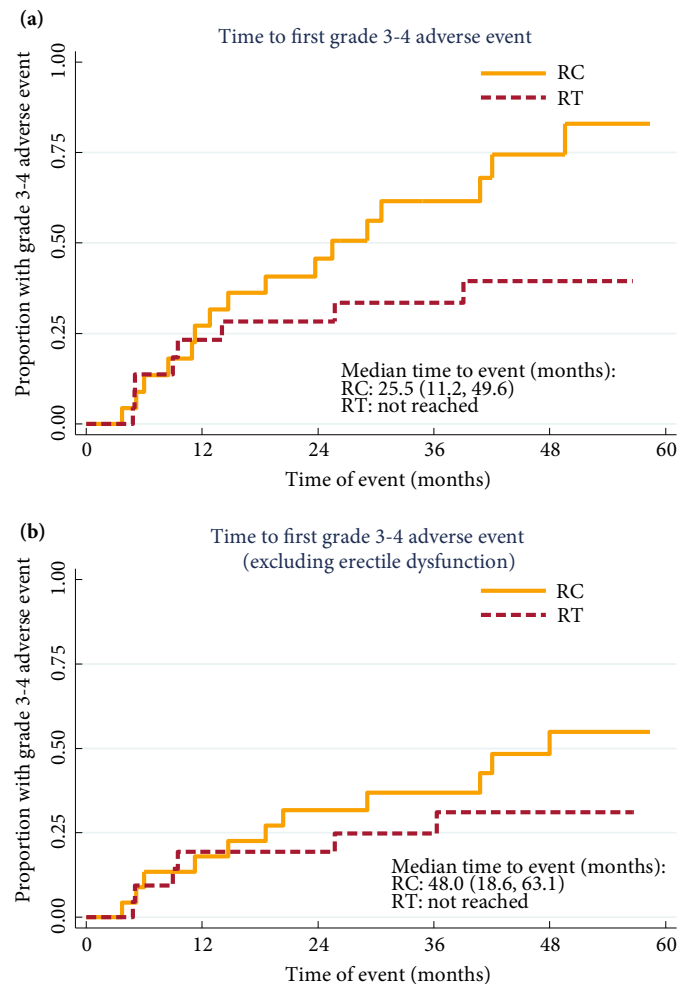 (a)
Time to first grade 3-4 adverse event
Proportion with grade 3-4 adverse event
1.00
0.75
0.50
0.25
0.00
RC
RT
Median time to event (months):
RC: 25.5 (11.2, 49.6)
RT: not reached
0 12 24 36 48 60
Time of event (months)
(b)
Time to first grade 3-4 adverse event
(excluding erectile dysfunction)
Proportion with grade 3-4 adverse event
1.00
0.75
0.50
0.25
0.00
RC
RT
Median time to event (months):
RC: 48.0 (18.6, 63.1)
RT: not reached
0 12 24 36 48 60
Time of event (months)